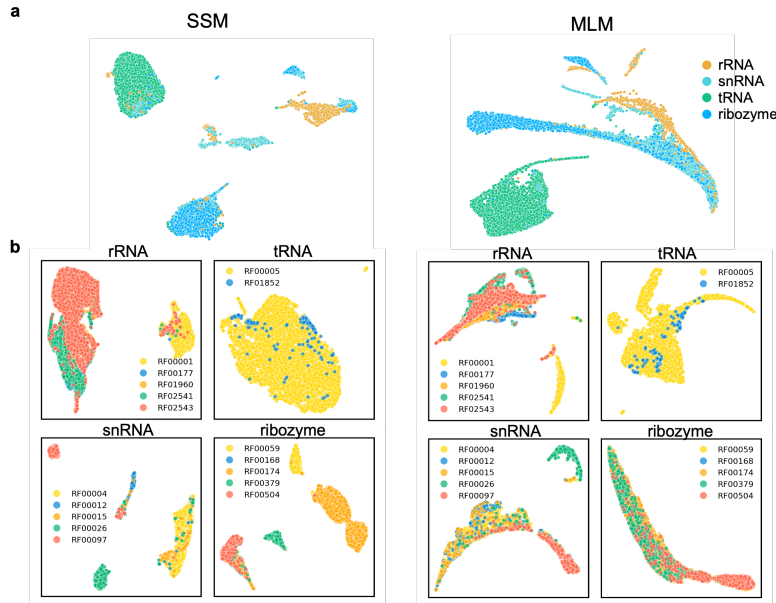 a
SSM
MLM
rRNA
snRNA
tRNA
ribozyme
b
rRNA
tRNA
rRNA
tRNA
RF00001
RF00177
RF01960
RF02541
RF02543
RF00005
RF01852
RF00001
RF00177
RF01960
RF02541
RF02543
RF00005
RF01852
snRNA
ribozyme
snRNA
ribozyme
RF00004
RF00012
RF00015
RF00026
RF00097
RF00059
RF00168
RF00174
RF00379
RF00504
RF00004
RF00012
RF00015
RF00026
RF00097
RF00059
RF00168
RF00174
RF00379
RF00504